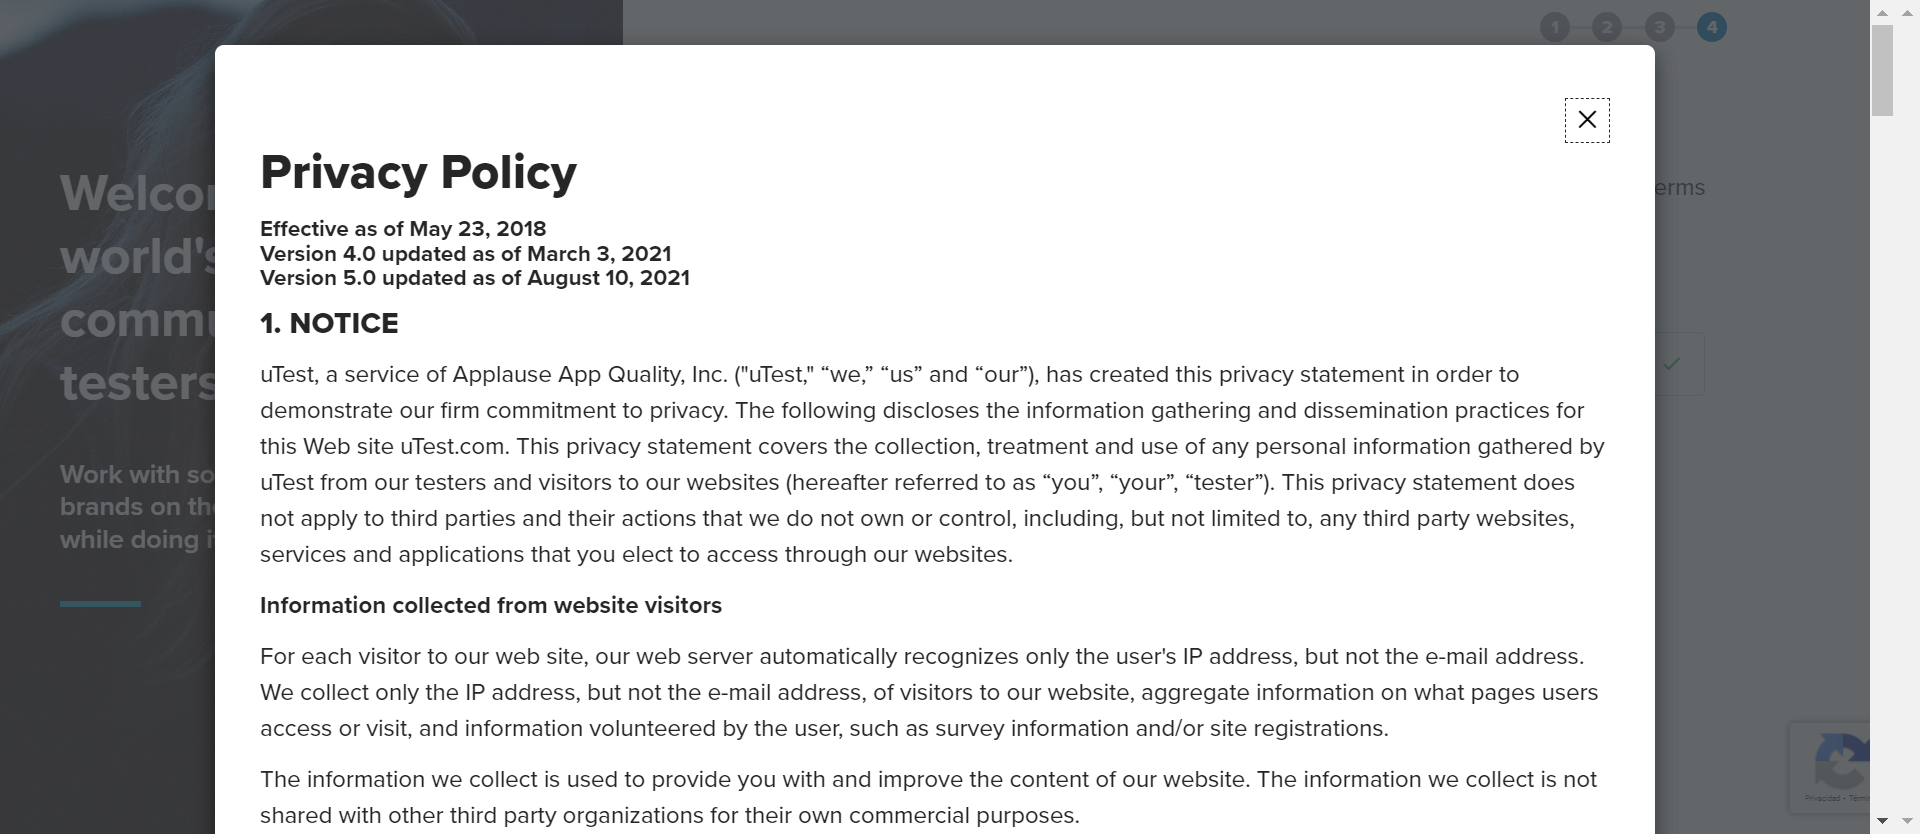 1 2 3 4
Privacy Policy
Effective as of May 23, 2018
Version 4.0 updated as of March 3, 2021
Version 5.0 updated as of August 10, 2021
1. NOTICE
uTest, a service of Applause App Quality, Inc. ("uTest," “we,” “us” and “our”), has created this privacy statement in order to
demonstrate our firm commitment to privacy. The following discloses the information gathering and dissemination practices for
this Web site uTest.com. This privacy statement covers the collection, treatment and use of any personal information gathered by
uTest from our testers and visitors to our websites (hereafter referred to as “you”, “your”, “tester”). This privacy statement does
not apply to third parties and their actions that we do not own or control, including, but not limited to, any third party websites,
services and applications that you elect to access through our websites.
Information collected from website visitors
For each visitor to our web site, our web server automatically recognizes only the user's IP address, but not the e-mail address.
We collect only the IP address, but not the e-mail address, of visitors to our website, aggregate information on what pages users
access or visit, and information volunteered by the user, such as survey information and/or site registrations.
The information we collect is used to provide you with and improve the content of our website. The information we collect is not
shared with other third party organizations for their own commercial purposes.
Welco
world's
commu
testers
Work with so
brands on th
while doing i
erms
Privacidad - Térm